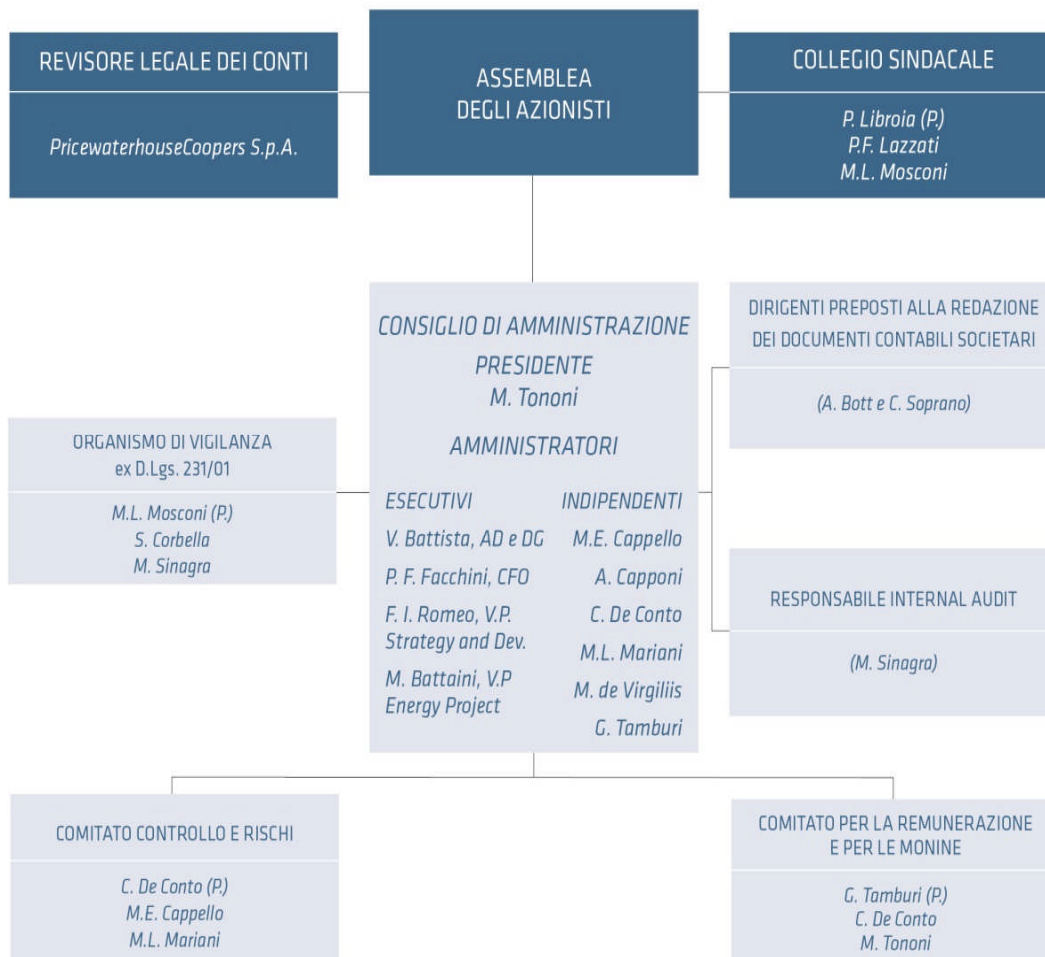 REVISORE LEGALE DEI CONTI
PricewaterhouseCoopers S.p.A.
ASSEMBLEA
DEGLI AZIONISTI
COLLEGIO SINDACALE
P. Libroia (P.)
P.F. Lazzati
M.L. Mosconi
CONSIGLIO DI AMMINISTRAZIONE
PRESIDENTE
M. Tononi
AMMINISTRATORI
ESECUTIVI
V. Battista, AD e DG
P. F. Facchini, CFO
F. I. Romeo, V.P.
Strategy and Dev.
M. Battaini, V.P
Energy Project
INDIPENDENTI
M.E. Cappello
A. Capponi
C. De Conto
M.L. Mariani
M. de Virgiliis
G. Tamburi
ORGANISMO DI VIGILANZA
ex D.Lgs. 231/01
M.L. Mosconi (P.)
S. Corbella
M. Sinagra
DIRIGENTI PREPOSTI ALLA REDAZIONE
DEI DOCUMENTI CONTABILI SOCIETARI
(A. Bott e C. Soprano)
RESPONSABILE INTERNAL AUDIT
(M. Sinagra)
COMITATO CONTROLLO E RISCHI
C. De Conto (P.)
M.E. Cappello
M.L. Mariani
COMITATO PER LA REMUNERAZIONE
E PER LE MONINE
G. Tamburi (P.)
C. De Conto
M. Tononi